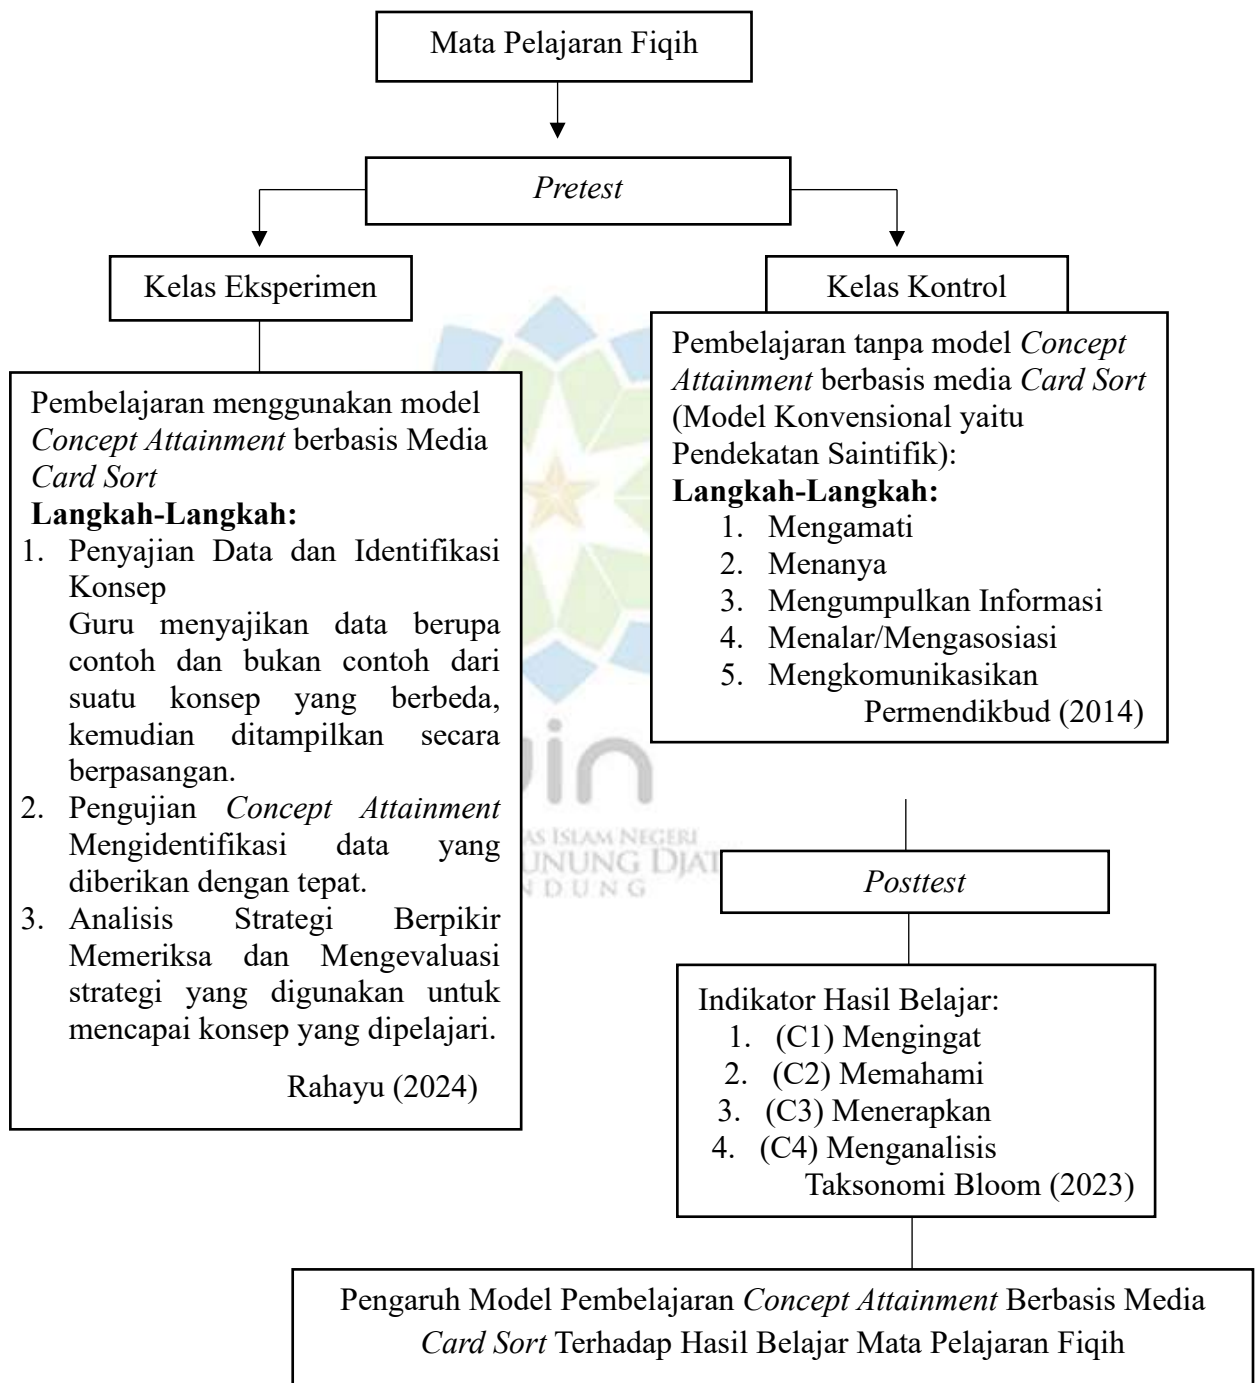 Mata Pelajaran Fiqih
Pretest
Kelas Eksperimen
Pembelajaran menggunakan model
Concept Attainment berbasis Media
Card Sort
Langkah-Langkah:
1. Penyajian Data dan Identifikasi
Konsep
Guru menyajikan data berupa
contoh dan bukan contoh dari
suatu konsep yang berbeda,
kemudian ditampilkan secara
berpasangan.
2. Pengujian Concept Attainment
Mengidentifikasi data yang
diberikan dengan tepat.
3. Analisis Strategi Berpikir
Memeriksa dan Mengevaluasi
strategi yang digunakan untuk
mencapai konsep yang dipelajari.
Rahayu (2024)
Kelas Kontrol
Pembelajaran tanpa model Concept
Attainment berbasis media Card Sort
(Model Konvensional yaitu
Pendekatan Saintifik):
Langkah-Langkah:
1. Mengamati
2. Menanya
3. Mengumpulkan Informasi
4. Menalar/Mengasosiasi
5. Mengkomunikasikan
Permendikbud (2014)
Posttest
Indikator Hasil Belajar:
1. (C1) Mengingat
2. (C2) Memahami
3. (C3) Menerapkan
4. (C4) Menganalisis
Taksonomi Bloom (2023)
Pengaruh Model Pembelajaran Concept Attainment Berbasis Media
Card Sort Terhadap Hasil Belajar Mata Pelajaran Fiqih
ISLAM NEGERI